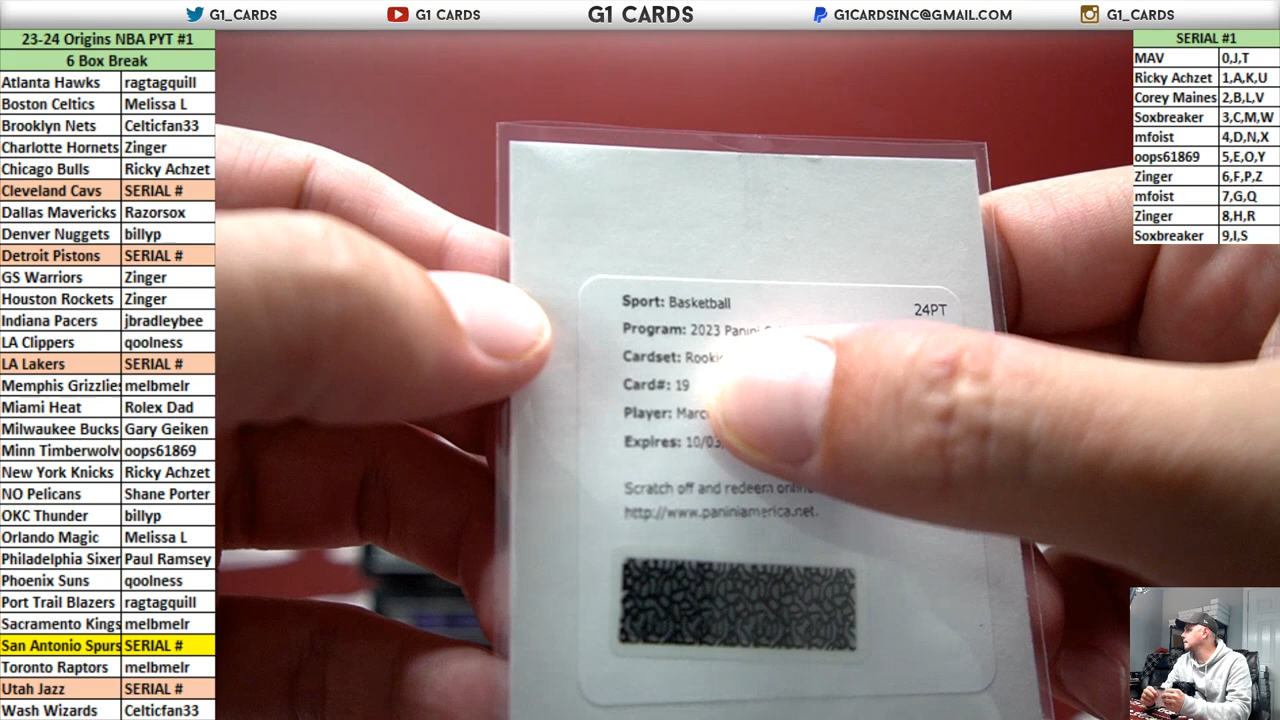 G1_CARDS
G1 CARDS
G1 CARDS
G1CARDSINC@GMAIL.COM
G1_CARDS
23-24 Origins NBA PYT #1
6 Box Break
Atlanta Hawks ragtagquill
Boston Celtics Melissa L
Brooklyn Nets Celticfan33
Charlotte Hornets Zinger
Chicago Bulls Ricky Achzet
Cleveland Cavs SERIAL #
Dallas Mavericks Razorsox
Denver Nuggets billyp
Detroit Pistons SERIAL #
GS Warriors Zinger
Houston Rockets Zinger
Indiana Pacers jbradleybee
LA Clippers qoolness
LA Lakers SERIAL #
Memphis Grizzlies melbmelr
Miami Heat Rolex Dad
Milwaukee Bucks Gary Geiken
Minn Timberwolv oops61869
New York Knicks Ricky Achzet
NO Pelicans Shane Porter
OKC Thunder billyp
Orlando Magic Melissa L
Philadelphia Sixer Paul Ramsey
Phoenix Suns qoolness
Port Trail Blazers ragtagquill
Sacramento Kings melbmelr
San Antonio Spurs SERIAL #
Toronto Raptors melbmelr
Utah Jazz SERIAL #
Wash Wizards Celticfan33
Sport: Basketball
24PT
Program: 2023 Panini
Cardset:
Card#: 19
Player:
Expires: 10/03
Scratch off and redeem
http://www.paniniamerica.net.
SERIAL #1
MAV 0,J,T
Ricky Achzet 1,A,K,U
Corey Maines 2,B,L,V
Soxbreaker 3,C,M,W
mfoist 4,D,N,X
oops61869 5,E,O,Y
Zinger 6,F,P,Z
mfoist 7,G,Q
Zinger 8,H,R
Soxbreaker 9,I,S